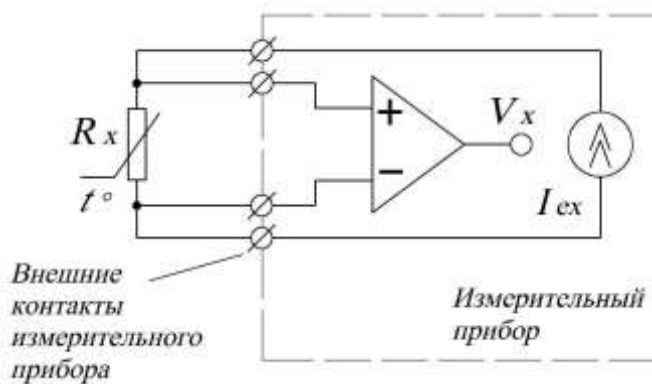 R x
t °
+
−
V x
I ex
Внешние
контакты
измерительного
прибора
Измерительный
прибор